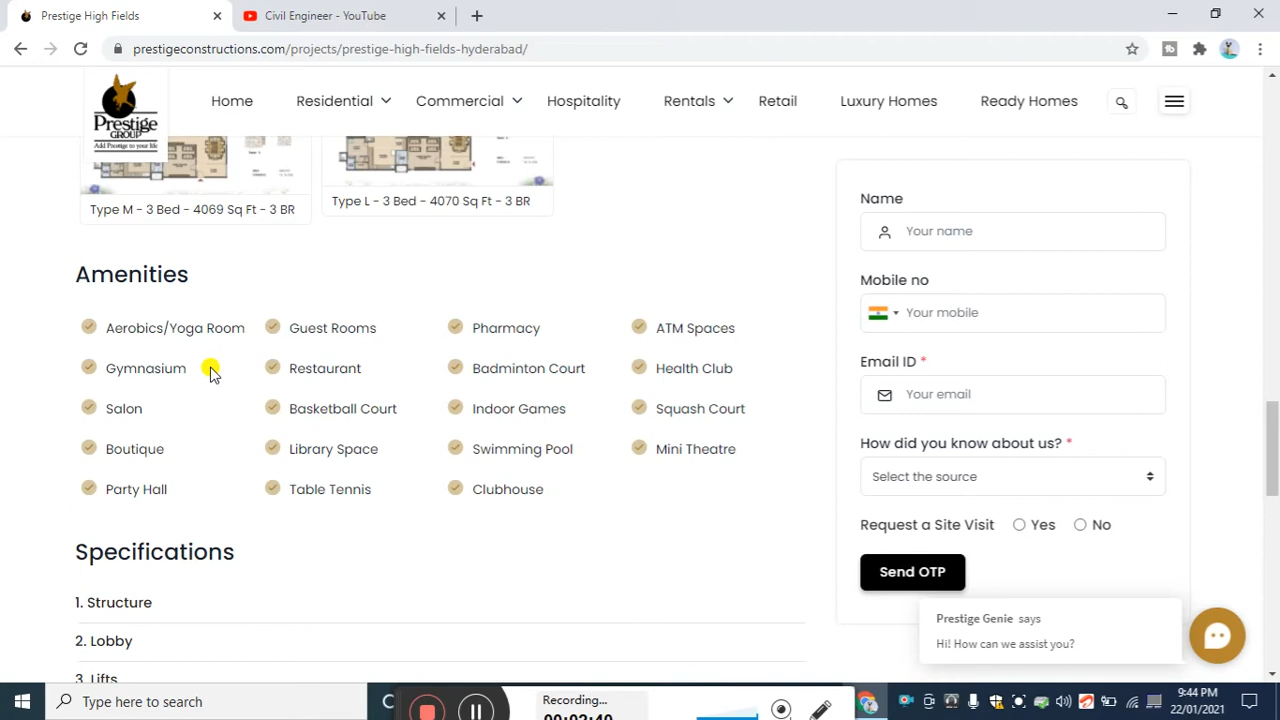 Prestige High Fields
Civil Engineer - YouTube
prestigeconstructions.com/projects/prestige-high-fields-hyderabad/
Prestige
GROUP
Add Prestige to your life
Home Residential Commercial Hospitality Rentals Retail Luxury Homes Ready Homes
Type M - 3 Bed - 4069 Sq Ft - 3 BR
Type L - 3 Bed - 4070 Sq Ft - 3 BR
Amenities
Aerobics/Yoga Room Guest Rooms Pharmacy ATM Spaces
Gymnasium Restaurant Badminton Court Health Club
Salon Basketball Court Indoor Games Squash Court
Boutique Library Space Swimming Pool Mini Theatre
Party Hall Table Tennis Clubhouse
Specifications
1. Structure
2. Lobby
3. Lifts
Name
Your name
Mobile no
Your mobile
Email ID *
Your email
How did you know about us? *
Select the source
Request a Site Visit Yes No
Send OTP
Prestige Genie says
Hi! How can we assist you?
Type here to search
Recording...
00:02:40
9:44 PM
22/01/2021